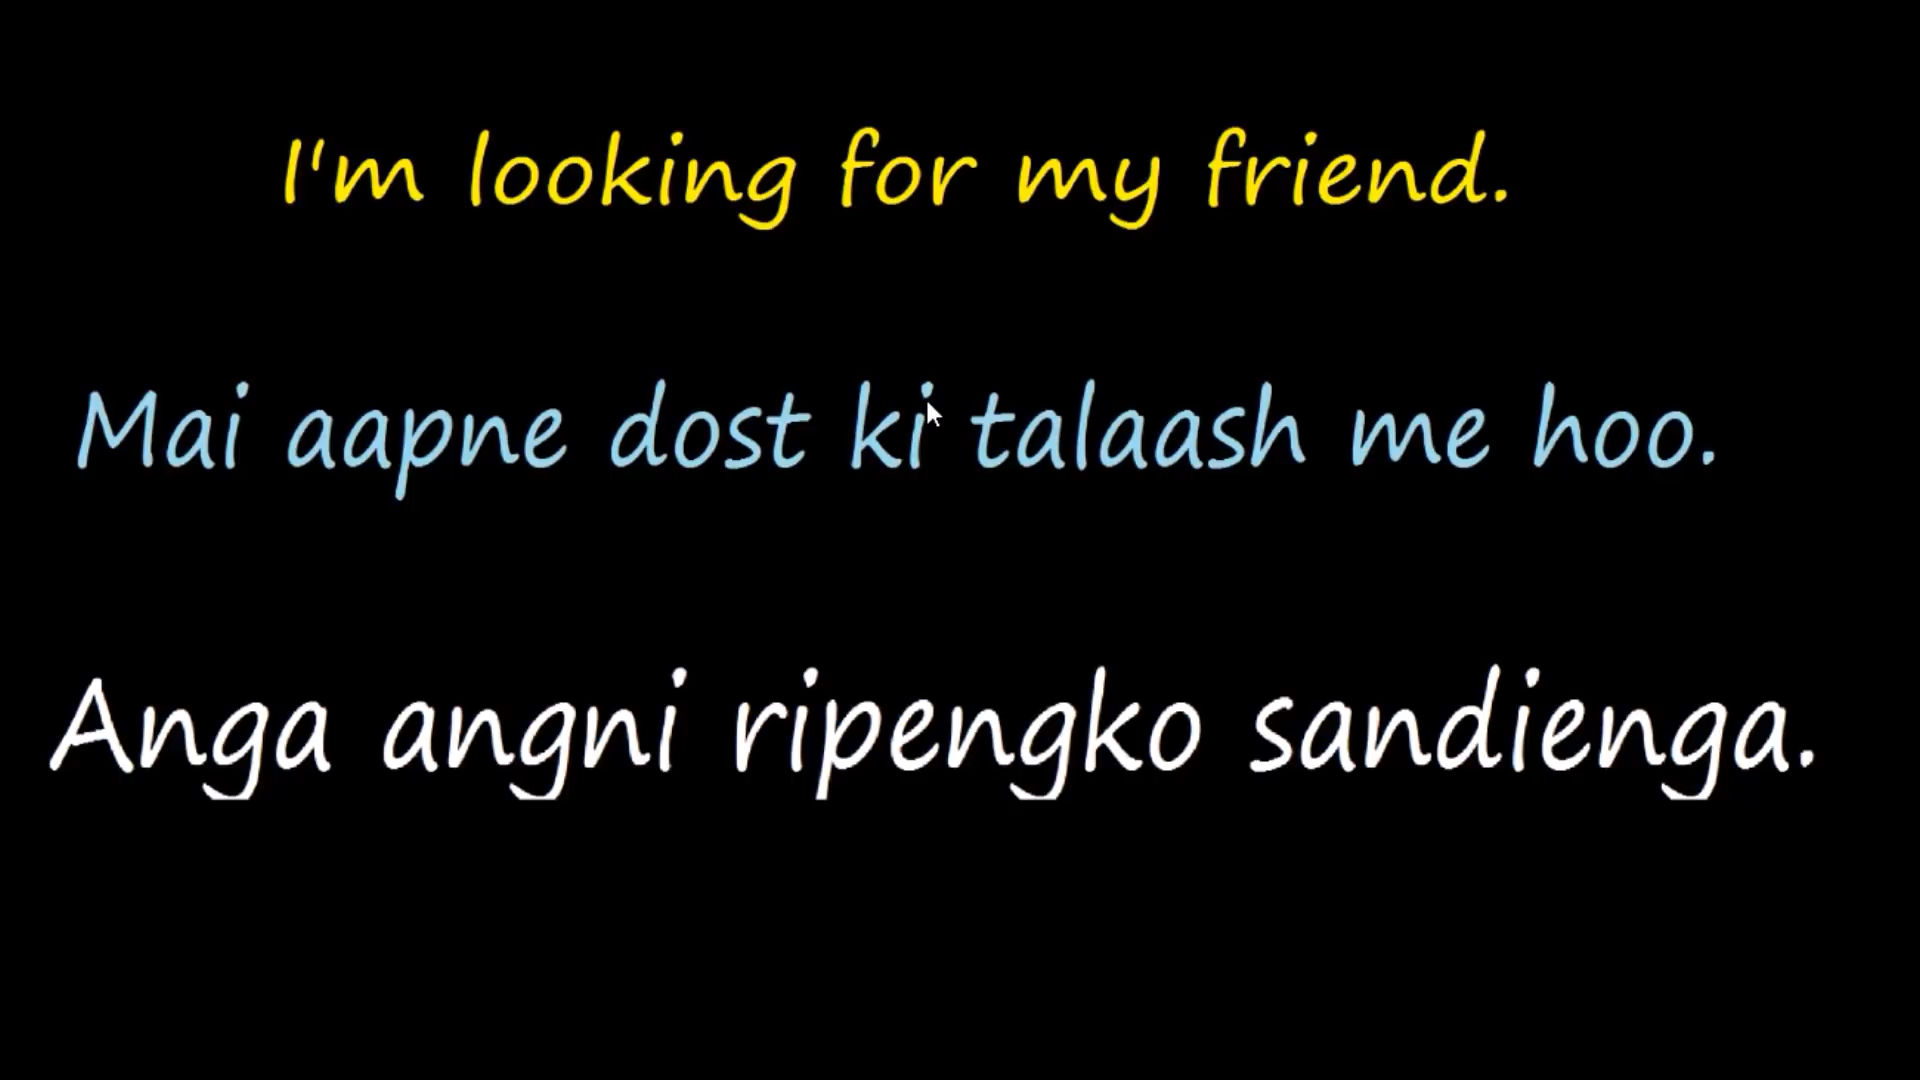 I'm looking for my friend.
Mai aapne dost ki talaash me hoo.
Anga angni ripengko sandienga.